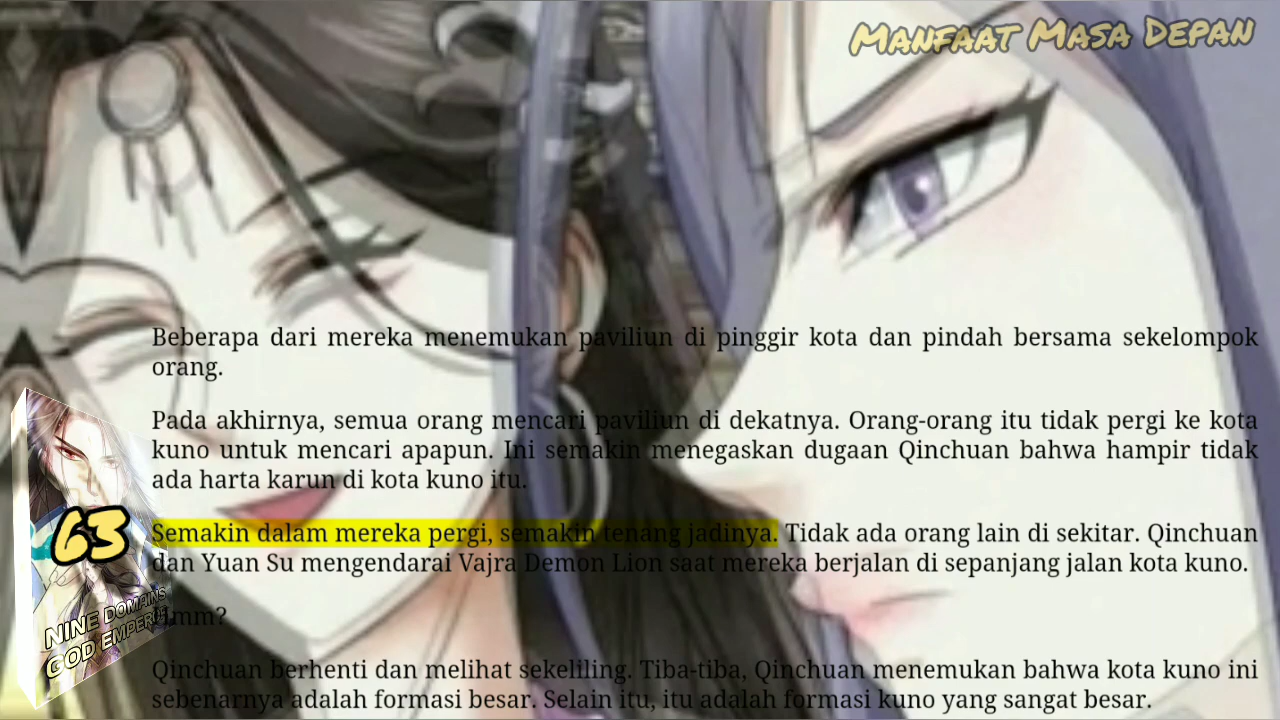 Manfaat Masa Depan
Beberapa dari mereka menemukan paviliun di pinggir kota dan pindah bersama sekelompok
orang.
Pada akhirnya, semua orang mencari paviliun di dekatnya. Orang-orang itu tidak pergi ke kota
kuno untuk mencari apapun. Ini semakin menegaskan dugaan Qinchuan bahwa hampir tidak
ada harta karun di kota kuno itu.
Semakin dalam mereka pergi, semakin tenang jadinya. Tidak ada orang lain di sekitar. Qinchuan
dan Yuan Su mengendarai Vajra Demon Lion saat mereka berjalan di sepanjang jalan kota kuno.
Hmm?
Qinchuan berhenti dan melihat sekeliling. Tiba-tiba, Qinchuan menemukan bahwa kota kuno ini
sebenarnya adalah formasi besar. Selain itu, itu adalah formasi kuno yang sangat besar.
63
NINE DOMAINS
GOD EMPEROR